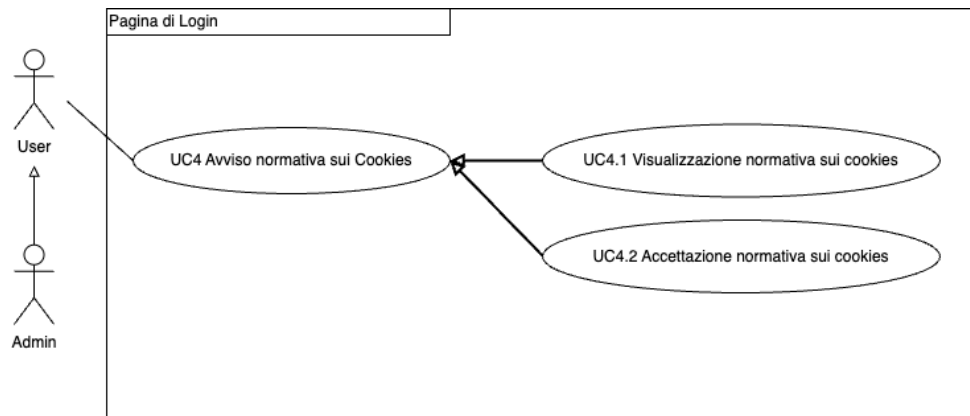 Pagina di Login
User
UC4 Avviso normativa sui Cookies
UC4.1 Visualizzazione normativa sui cookies
UC4.2 Accettazione normativa sui cookies
Admin